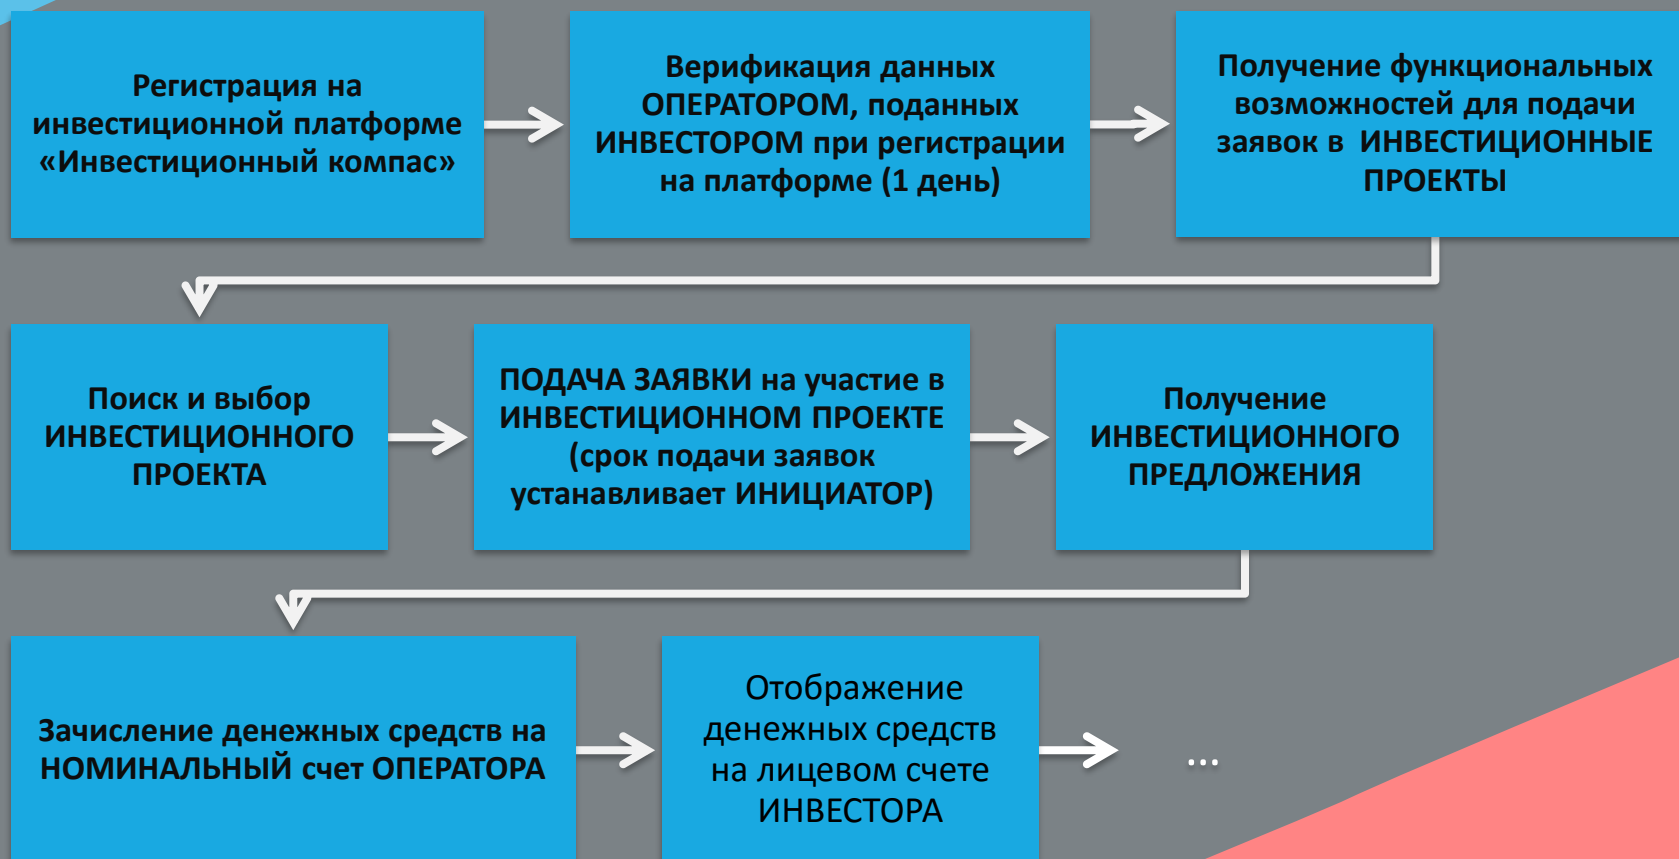 Регистрация на
инвестиционной платформе
«Инвестиционный компас»
Верификация данных
ОПЕРАТОРОМ, поданных
ИНВЕСТОРОМ при регистрации
на платформе (1 день)
Получение функциональных
возможностей для подачи
заявок в ИНВЕСТИЦИОННЫЕ
ПРОЕКТЫ
Поиск и выбор
ИНВЕСТИЦИОННОГО
ПРОЕКТА
ПОДАЧА ЗАЯВКИ на участие в
ИНВЕСТИЦИОННОМ ПРОЕКТЕ
(срок подачи заявок
устанавливает ИНИЦИАТОР)
Получение
ИНВЕСТИЦИОННОГО
ПРЕДЛОЖЕНИЯ
Зачисление денежных средств на
НОМИНАЛЬНЫЙ счет ОПЕРАТОРА
Отображение
денежных средств
на лицевом счете
ИНВЕСТОРА
...